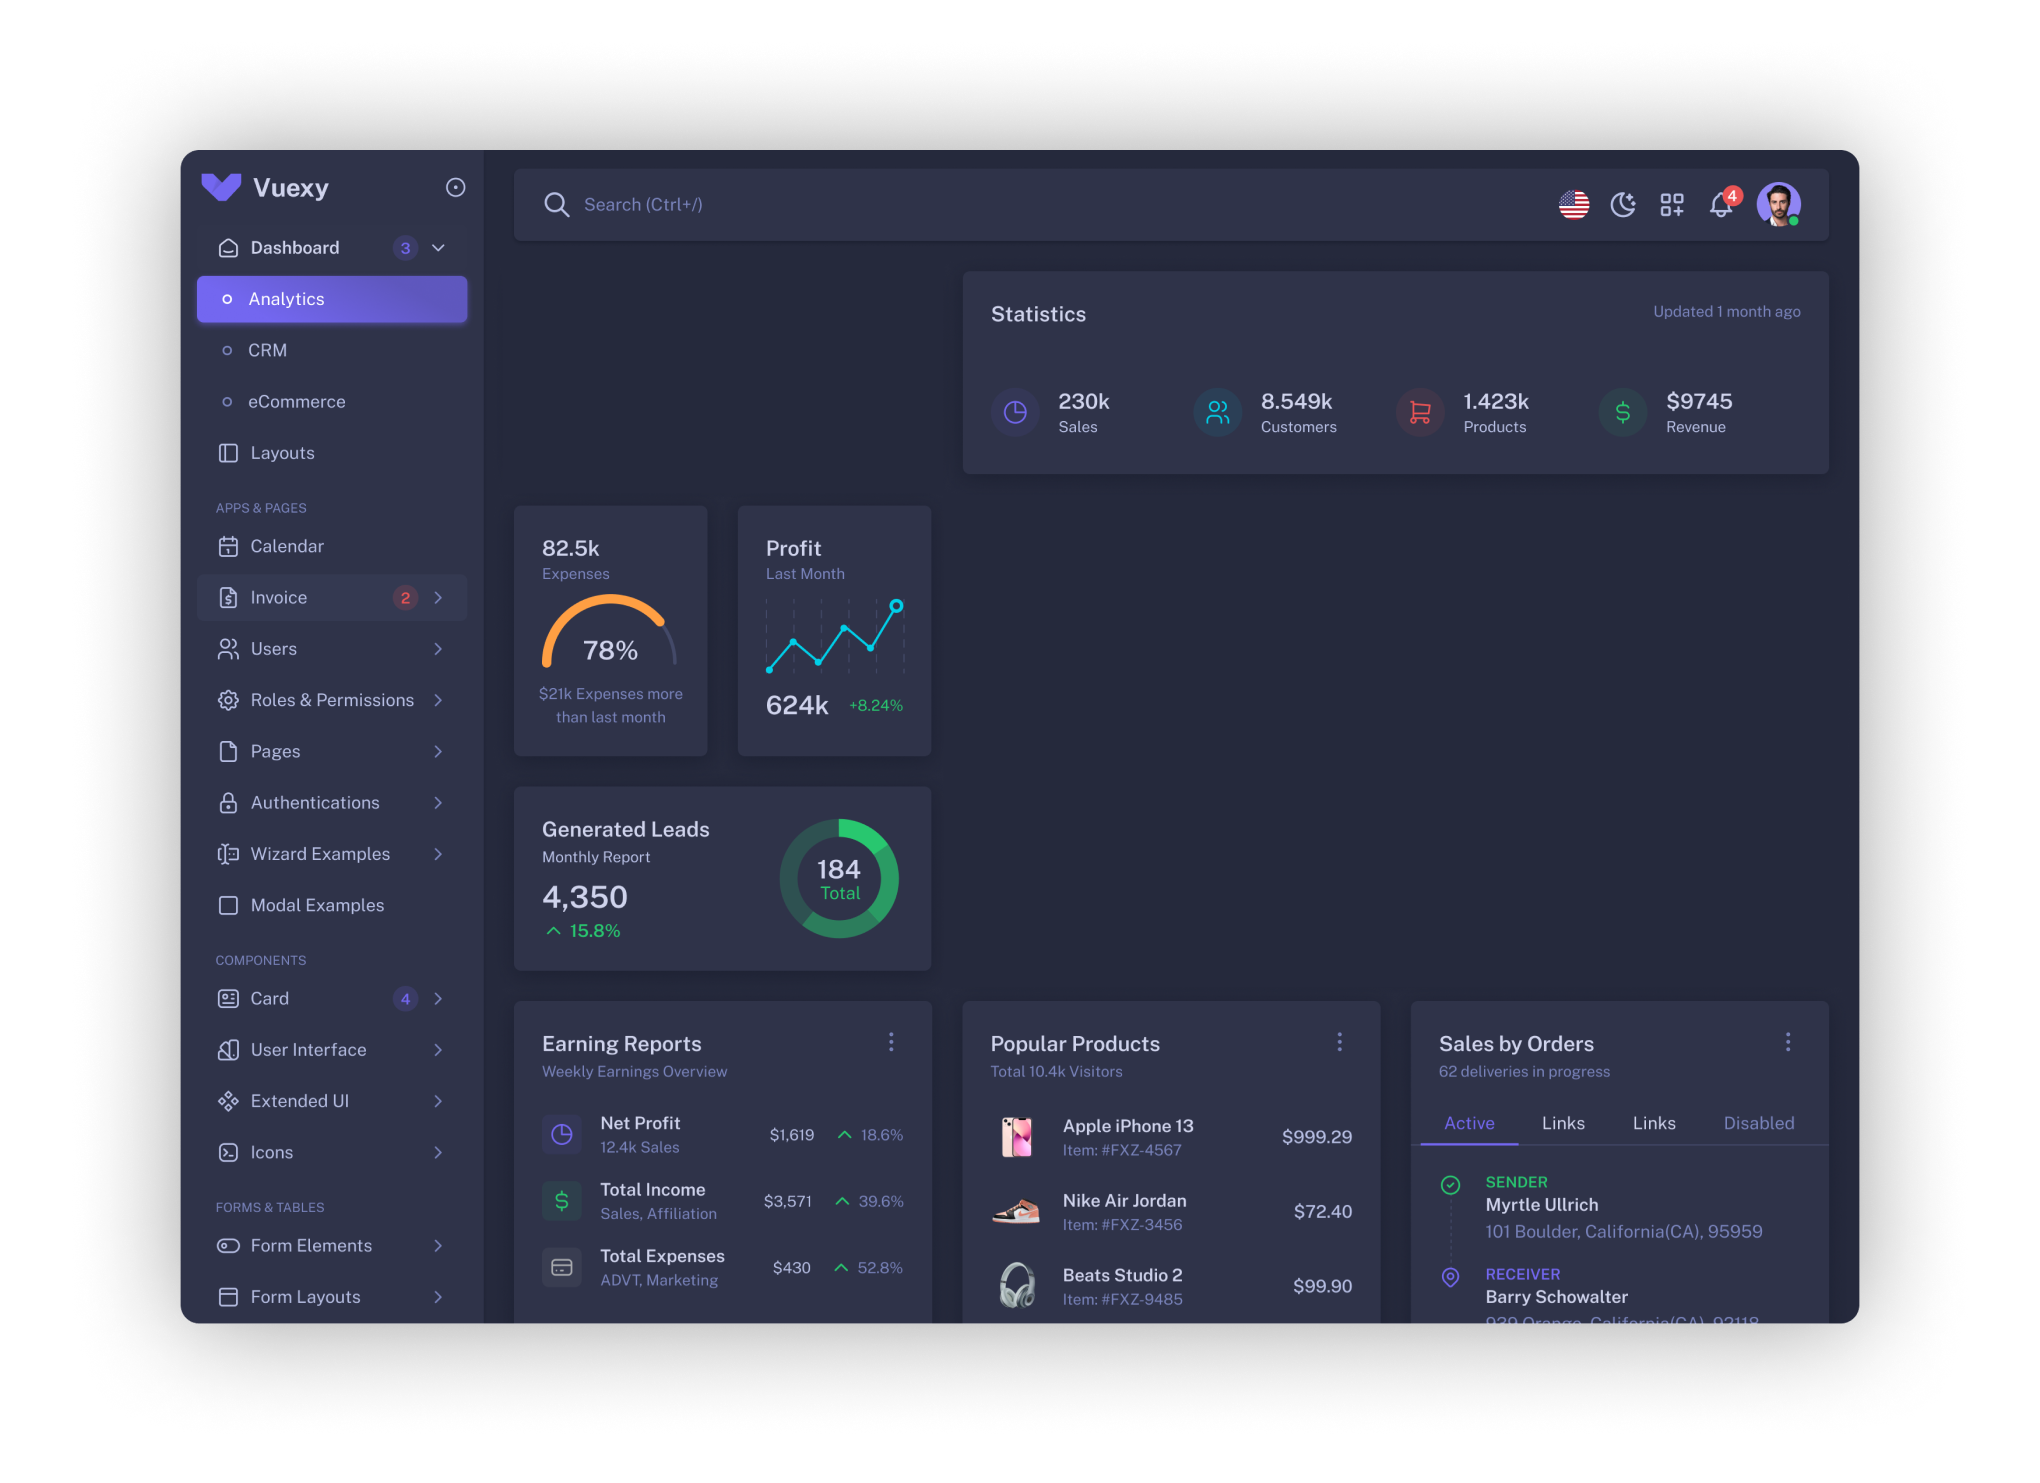 Vuexy
Dashboard 3
Analytics
CRM
eCommerce
Layouts
APPS & PAGES
Calendar
Invoice 2
Users
Roles & Permissions
Pages
Authentications
Wizard Examples
Modal Examples
COMPONENTS
Card 4
User Interface
Extended UI
Icons
FORMS & TABLES
Form Elements
Form Layouts
Search (Ctrl+/)
4
Statistics
Updated 1 month ago
230k
Sales
8.549k
Customers
1.423k
Products
$9745
Revenue
82.5k
Expenses
78%
$21k Expenses more
than last month
Profit
Last Month
624k +8.24%
Generated Leads
Monthly Report
4,350
15.8%
184
Total
Earning Reports
Weekly Earnings Overview
Net Profit
12.4k Sales
$1,619 18.6%
Total Income
Sales, Affiliation
$3,571 39.6%
Total Expenses
ADVT, Marketing
$430 52.8%
Popular Products
Total 10.4k Visitors
Apple iPhone 13
Item: #FXZ-4567
$999.29
Nike Air Jordan
Item: #FXZ-3456
$72.40
Beats Studio 2
Item: #FXZ-9485
$99.90
Sales by Orders
62 deliveries in progress
Active Links Links Disabled
SENDER
Myrtle Ullrich
101 Boulder, California(CA), 95959
RECEIVER
Barry Schowalter
939 Orange, California(CA), 92118